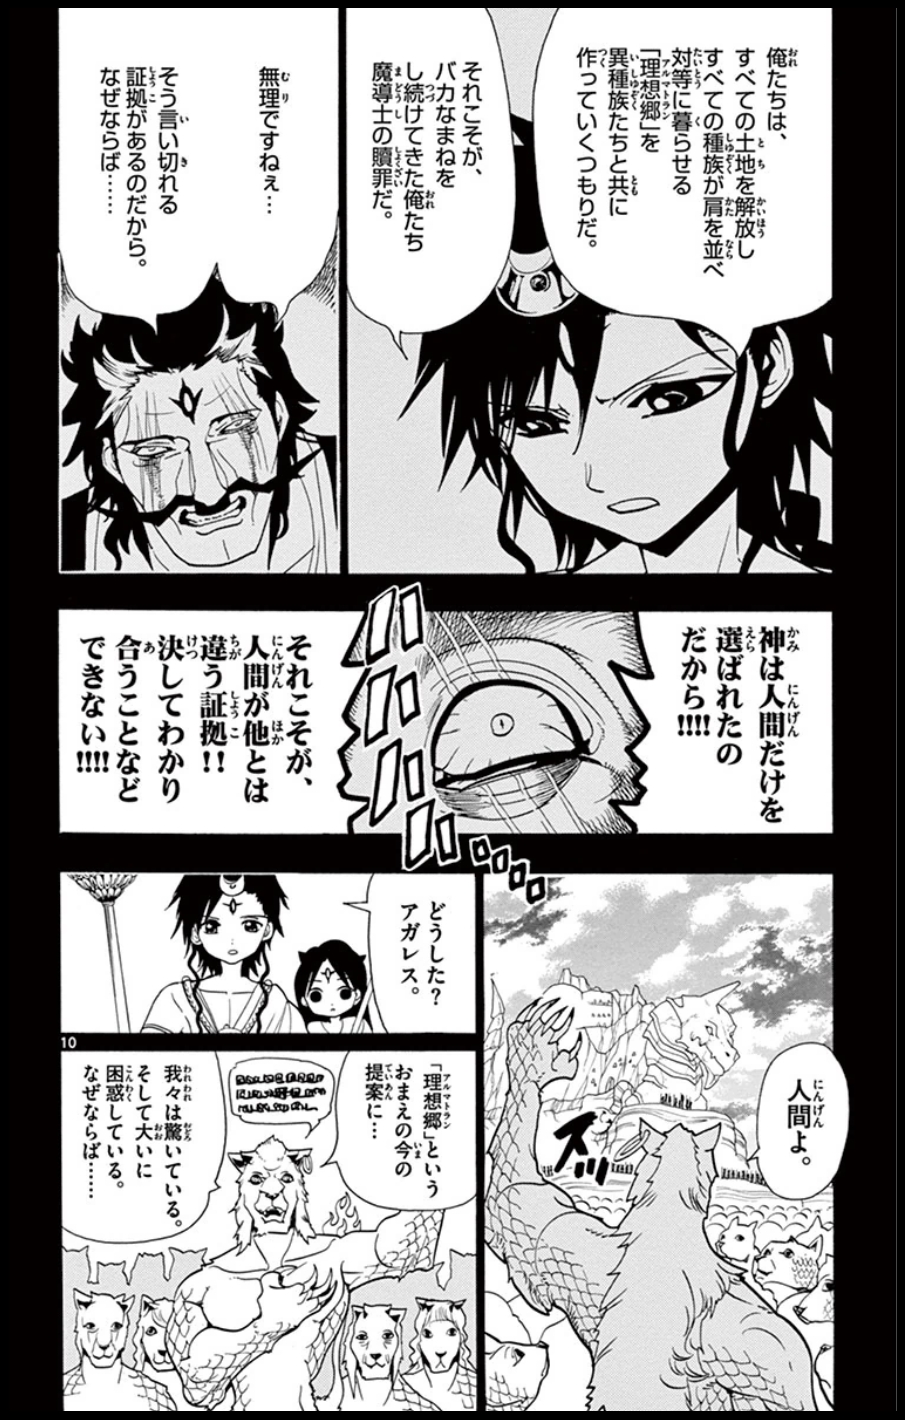 俺たちは、
すべての土地を解放し
すべての種族が肩を並べ
対等に暮らせる
「理想郷」を
異種族たちと共に
作っていくつもりだ。
それこそが、
バカなまねを
し続けてきた俺たち
魔導士の贖罪だ。
無理ですねぇ…
そう言い切れる
証拠があるのだから。
なぜならば……
神は人間だけを
選ばれたの
だから!!!!
それこそが、
人間が他とは
違う証拠!!
決してわかり
合うことなど
できない!!!!
人間よ。
ズッ
どうした?
アガレス。
10
「理想郷」という
おまえの今の
提案に…
我々は驚いている。
そして大いに
困惑している。
なぜならば……